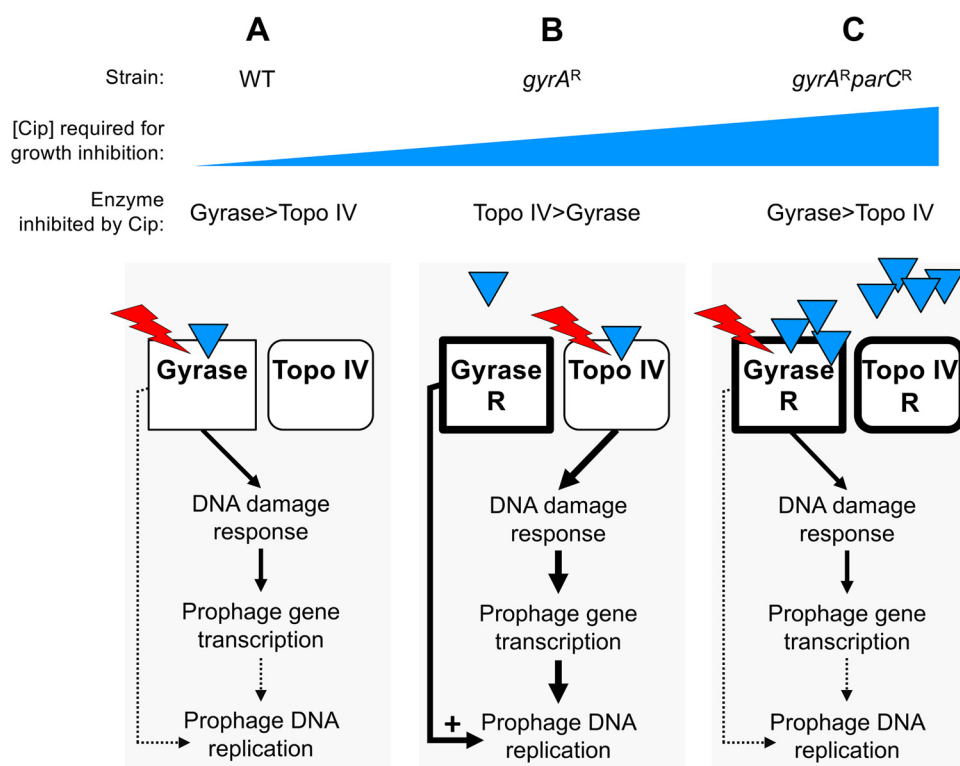 A B C
Strain: WT gyrAᴿ gyrAᴿparCᴿ
[Cip] required for
growth inhibition:
Enzyme
inhibited by Cip: Gyrase>Topo IV Topo IV>Gyrase Gyrase>Topo IV
Gyrase Topo IV
DNA damage
response
Prophage gene
transcription
Prophage DNA
replication
Gyrase
R
Topo IV
DNA damage
response
Prophage gene
transcription
+ Prophage DNA
replication
Gyrase
R
Topo IV
R
DNA damage
response
Prophage gene
transcription
Prophage DNA
replication